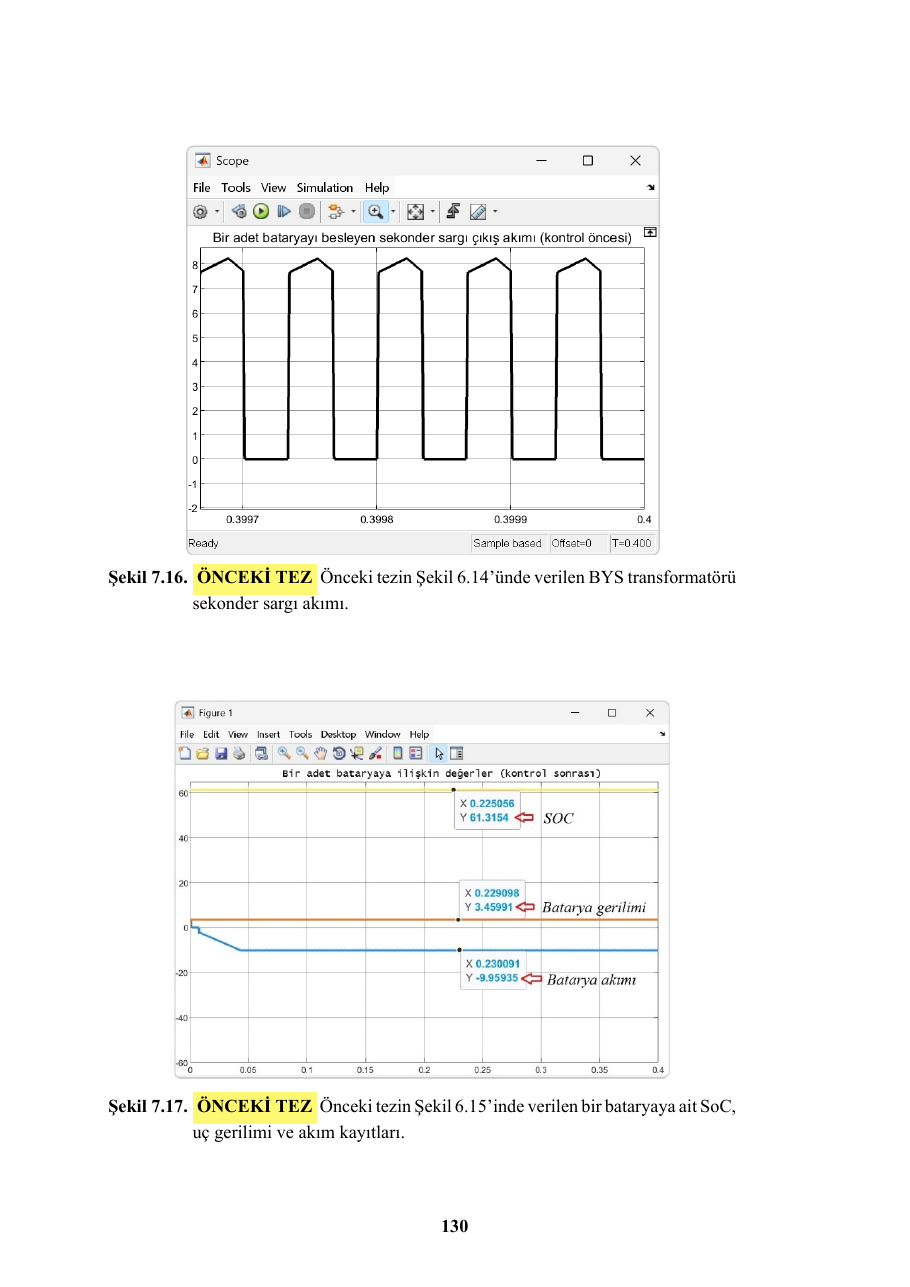 Scope
File Tools View Simulation Help
Bir adet bataryayı besleyen sekonder sargı çıkış akımı (kontrol öncesi)
8
7
6
5
4
3
2
1
0
-1
-2
0.3997 0.3998 0.3999 0.4
Ready Sample based Offset=0 T=0.400
Şekil 7.16. ÖNCEKİ TEZ Önceki tezin Şekil 6.14’ünde verilen BYS transformatörü
sekonder sargı akımı.
Figure 1
File Edit View Insert Tools Desktop Window Help
Bir adet bataryaya ilişkin değerler (kontrol sonrası)
60
X 0.225056
Y 61.3154 SOC
40
20
X 0.229098
Y 3.45991 Batarya gerilimi
0
X 0.230091
Y -9.95935 Batarya akımı
-20
-40
-60
0 0.05 0.1 0.15 0.2 0.25 0.3 0.35 0.4
Şekil 7.17. ÖNCEKİ TEZ Önceki tezin Şekil 6.15’inde verilen bir bataryaya ait SoC,
uç gerilimi ve akım kayıtları.
130